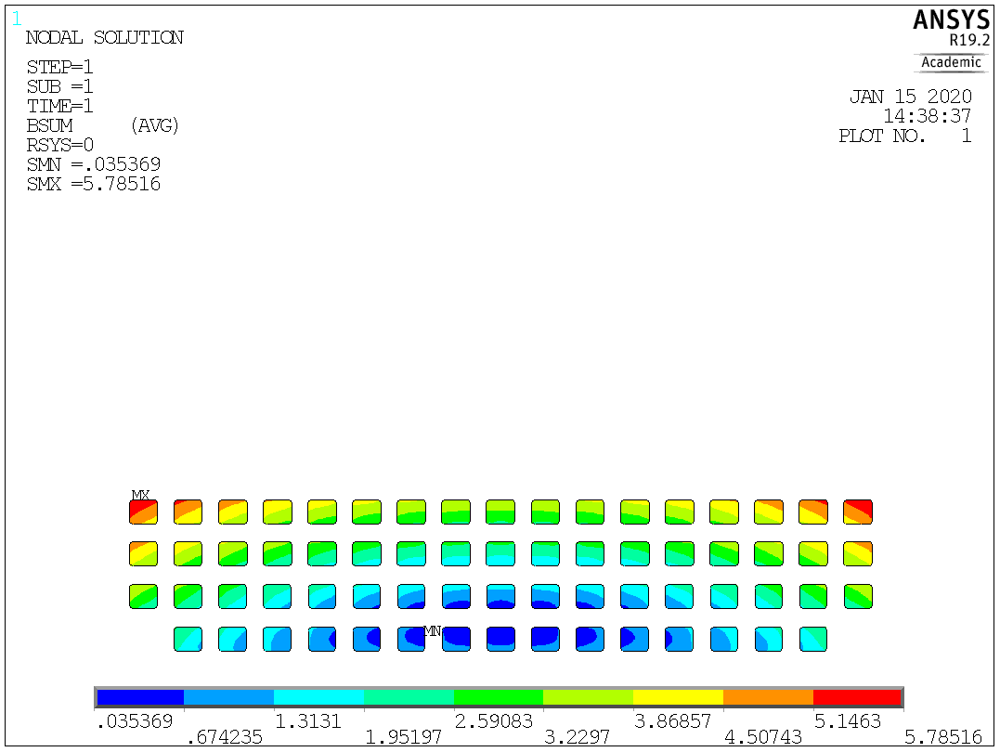 1
NODAL SOLUTION
STEP=1
SUB =1
TIME=1
BSUM (AVG)
RSYS=0
SMN =.035369
SMX =5.78516
ANSYS
R19.2
Academic
JAN 15 2020
14:38:37
PLOT NO. 1
MX
MN
.035369 1.3131 2.59083 3.86857 5.1463
.674235 1.95197 3.2297 4.50743 5.78516